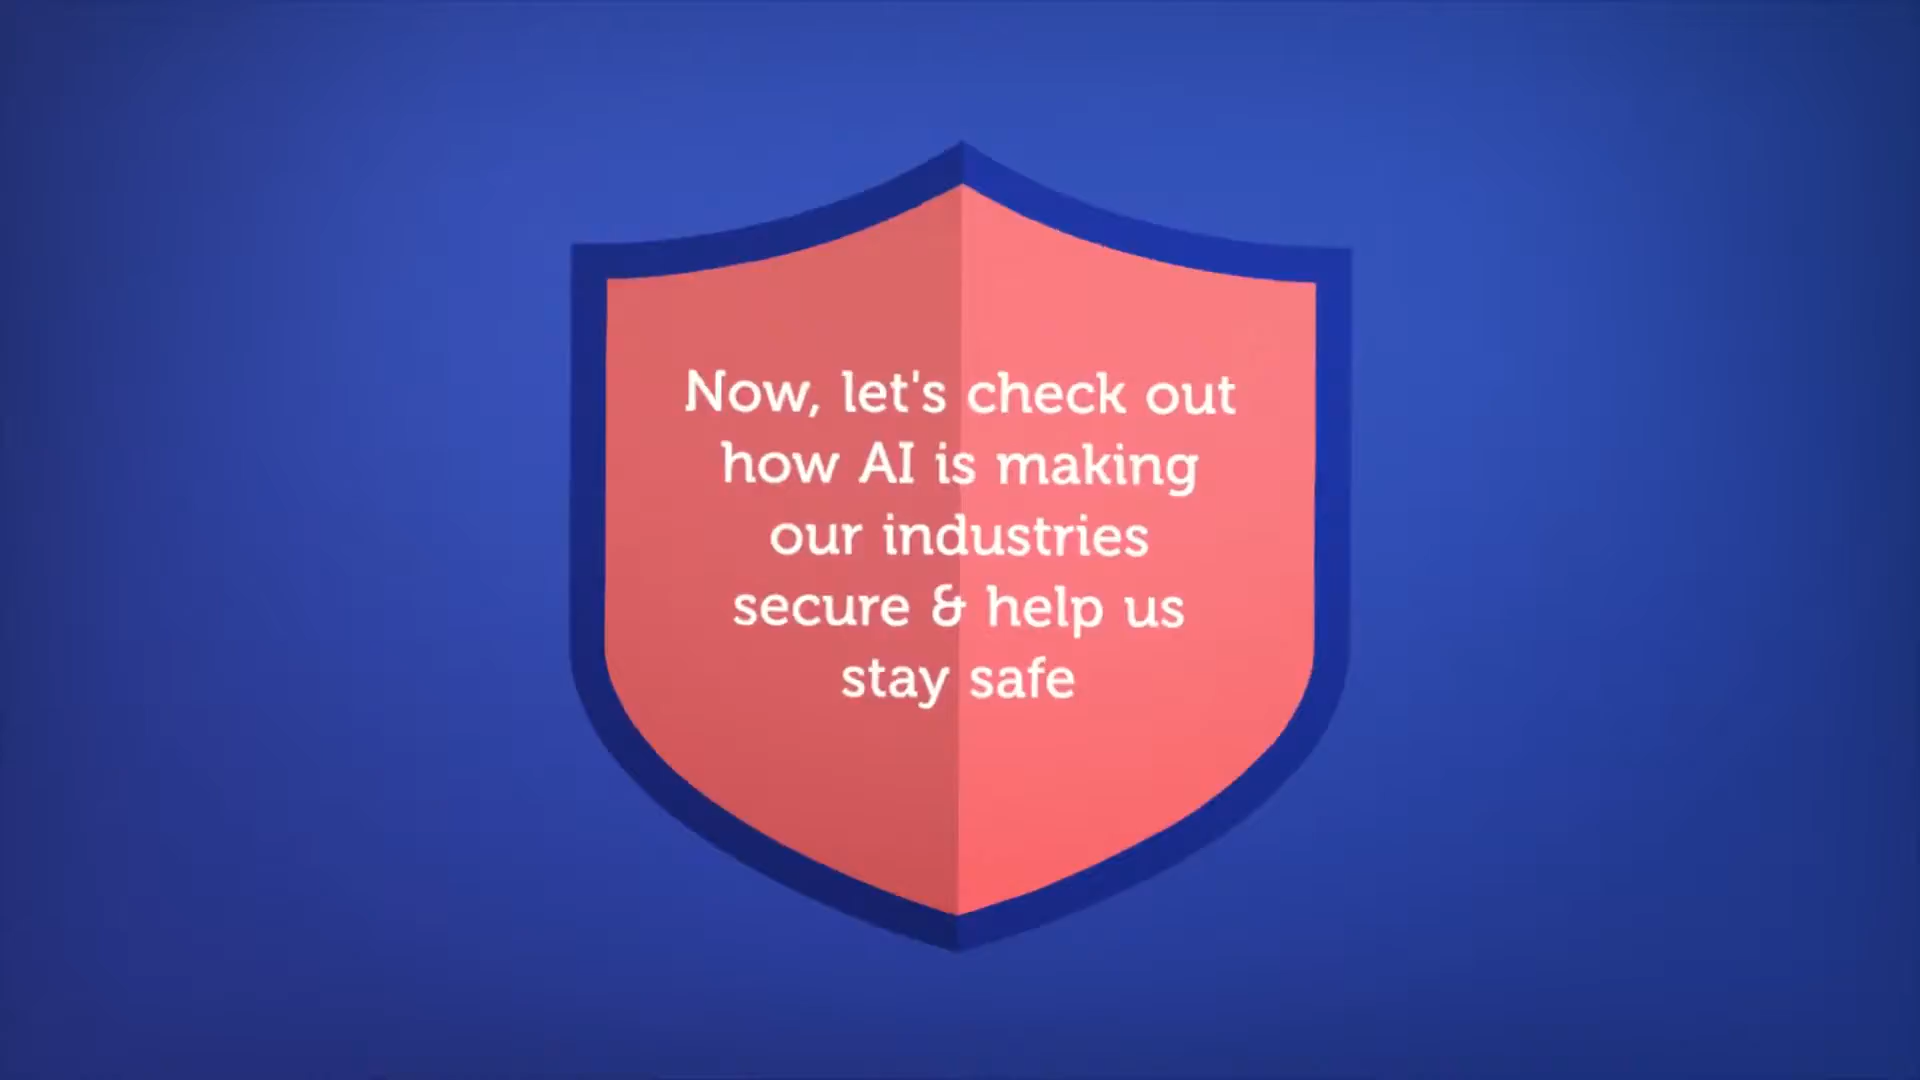 Now, let's check out
how AI is making
our industries
secure & help us
stay safe